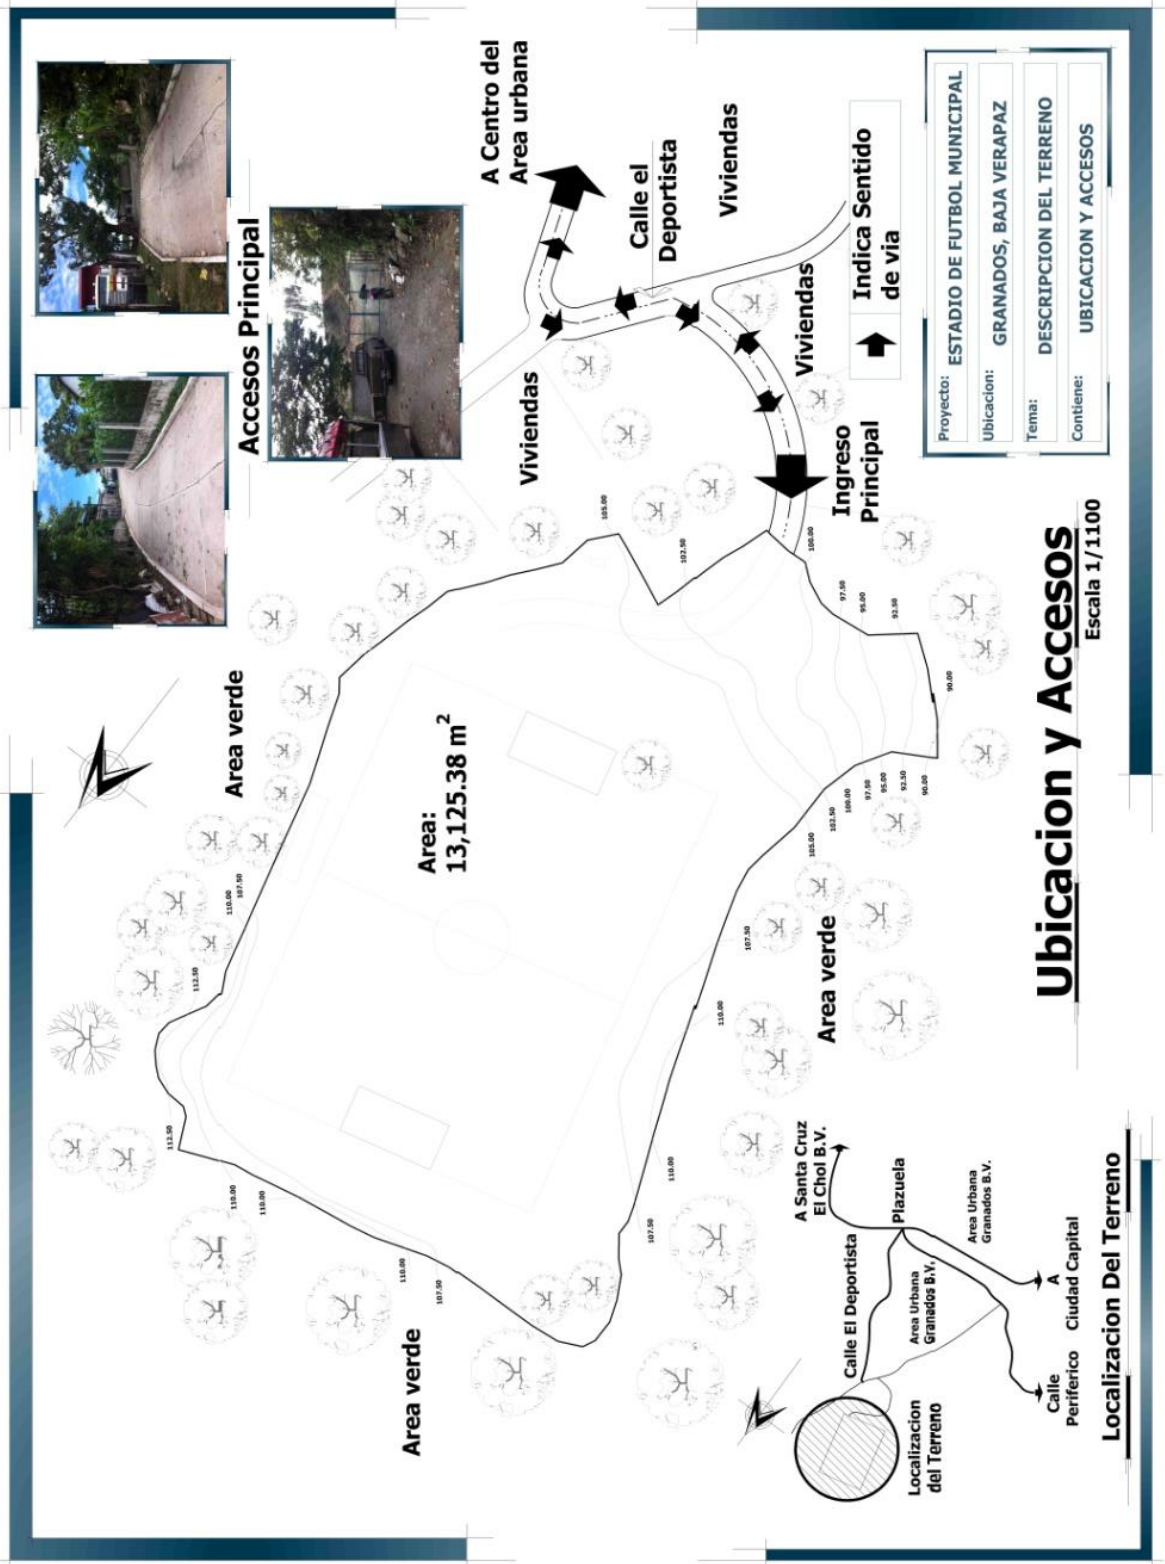 Accesos Principal
A Centro del
Area urbana
Calle el
Deportista
Viviendas
Viviendas
Viviendas
Ingreso
Principal
Indica Sentido
de via
Area verde
Area:
13,125.38 m²
Area verde
Area verde
112.50
110.00
107.50
112.50
110.00
110.00
110.00
107.50
107.50
110.00
110.00
107.50
105.00
102.50
100.00
97.50
95.00
92.50
90.00
105.00
102.50
100.00
97.50
95.00
92.50
90.00
A Santa Cruz
El Chol B.V.
Plazuela
Calle El Deportista
Area Urbana
Granados B.V.
Area Urbana
Granados B.V.
A
Ciudad Capital
Calle
Periferico
Localizacion
del Terreno
Localizacion Del Terreno
Ubicacion y Accesos
Escala 1/1100
Proyecto:
ESTADIO DE FUTBOL MUNICIPAL
Ubicacion:
GRANADOS, BAJA VERAPAZ
Tema:
DESCRIPCION DEL TERRENO
Contiene:
UBICACION Y ACCESOS